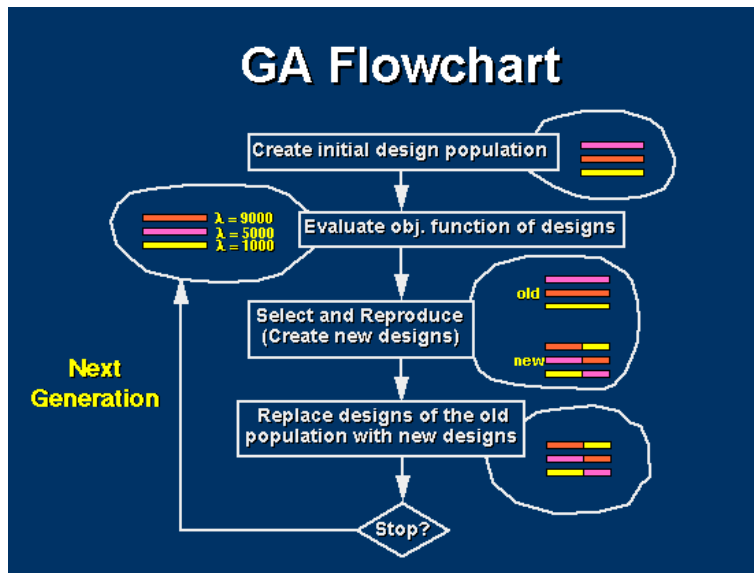 GA Flowchart
Create initial design population
λ = 9000
λ = 5000
λ = 1000
Evaluate obj. function of designs
old
Select and Reproduce
(Create new designs)
new
Next
Generation
Replace designs of the old
population with new designs
Stop?